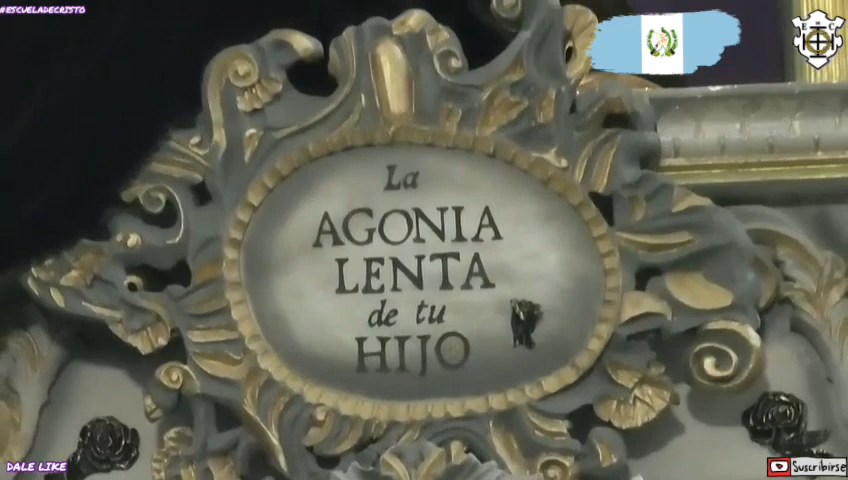 #ESCUELADECRISTO
E C
La
AGONIA
LENTA
de tu
HIJO
DALE LIKE
Suscribirse